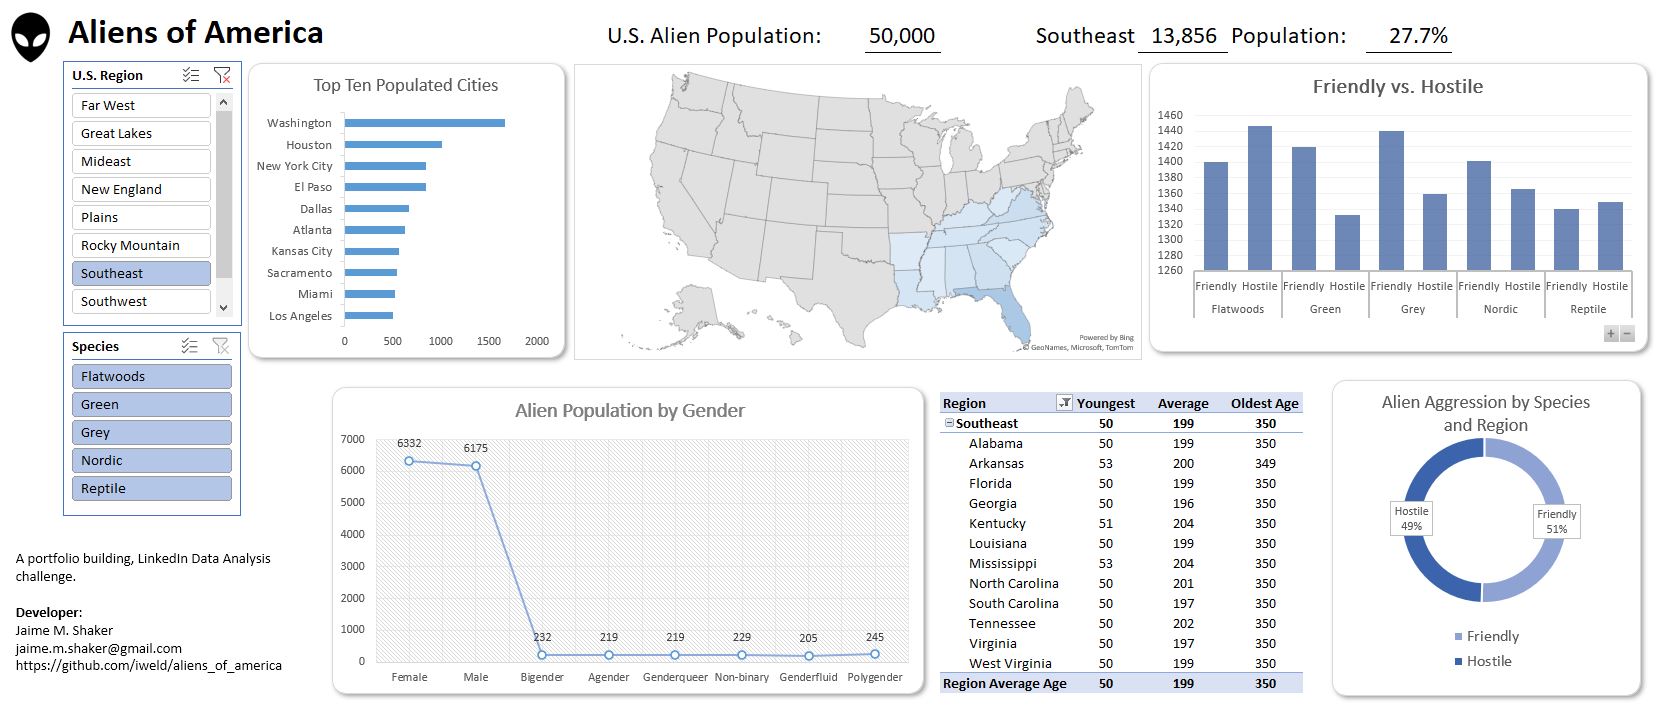 Aliens of America
U.S. Alien Population: 50,000 Southeast 13,856 Population: 27.7%
U.S. Region
Far West
Great Lakes
Mideast
New England
Plains
Rocky Mountain
Southeast
Southwest
Species
Flatwoods
Green
Grey
Nordic
Reptile
A portfolio building, LinkedIn Data Analysis
challenge.
Developer:
Jaime M. Shaker
jaime.m.shaker@gmail.com
https://github.com/iweld/aliens_of_america
Top Ten Populated Cities
Washington
Houston
New York City
El Paso
Dallas
Atlanta
Kansas City
Sacramento
Miami
Los Angeles
0 500 1000 1500 2000
Powered by Bing
© GeoNames, Microsoft, TomTom
Friendly vs. Hostile
1460
1440
1420
1400
1380
1360
1340
1320
1300
1280
1260
Friendly Hostile Friendly Hostile Friendly Hostile Friendly Hostile Friendly Hostile
Flatwoods Green Grey Nordic Reptile
+ −
Alien Population by Gender
7000
6000
5000
4000
3000
2000
1000
0
6332 6175 232 219 219 229 205 245
Female Male Bigender Agender Genderqueer Non-binary Genderfluid Polygender
Region Youngest Average Oldest Age
Southeast 50 199 350
Alabama 50 199 350
Arkansas 53 200 349
Florida 50 199 350
Georgia 50 196 350
Kentucky 51 204 350
Louisiana 50 199 350
Mississippi 53 204 350
North Carolina 50 201 350
South Carolina 50 197 350
Tennessee 50 202 350
Virginia 50 197 350
West Virginia 50 199 350
Region Average Age 50 199 350
Alien Aggression by Species
and Region
Hostile
49%
Friendly
51%
Friendly
Hostile